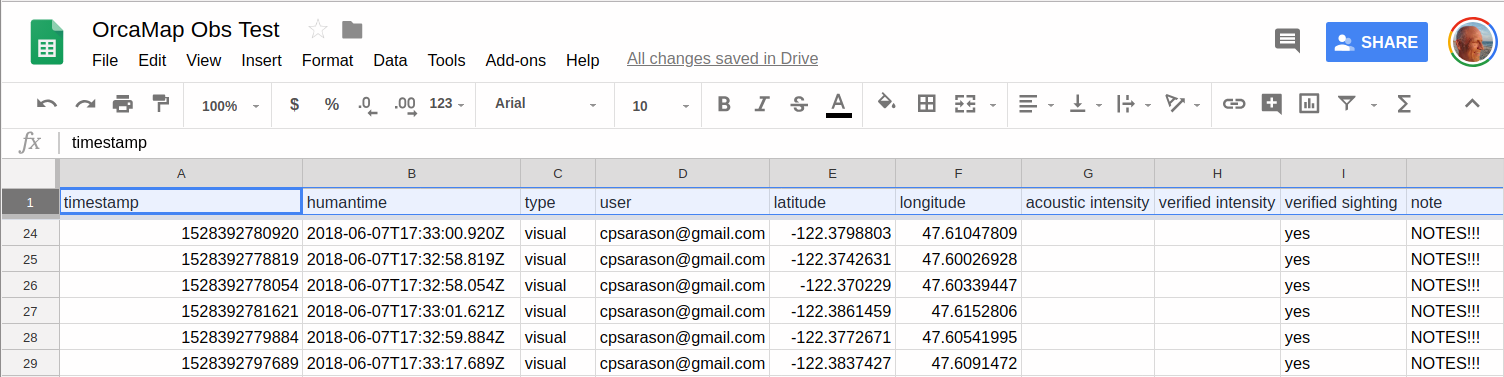 OrcaMap Obs Test
File Edit View Insert Format Data Tools Add-ons Help All changes saved in Drive
SHARE
100% $ % .0 .00 123 Arial 10 B I S A Σ
fx timestamp
A B C D E F G H I
1 timestamp humantime type user latitude longitude acoustic intensity verified intensity verified sighting note
24 1528392780920 2018-06-07T17:33:00.920Z visual cpsarason@gmail.com -122.3798803 47.61047809 yes NOTES!!!
25 1528392778819 2018-06-07T17:32:58.819Z visual cpsarason@gmail.com -122.3742631 47.60026928 yes NOTES!!!
26 1528392778054 2018-06-07T17:32:58.054Z visual cpsarason@gmail.com -122.370229 47.60339447 yes NOTES!!!
27 1528392781621 2018-06-07T17:33:01.621Z visual cpsarason@gmail.com -122.3861459 47.6152806 yes NOTES!!!
28 1528392779884 2018-06-07T17:32:59.884Z visual cpsarason@gmail.com -122.3772671 47.60541995 yes NOTES!!!
29 1528392797689 2018-06-07T17:33:17.689Z visual cpsarason@gmail.com -122.3837427 47.6091472 yes NOTES!!!